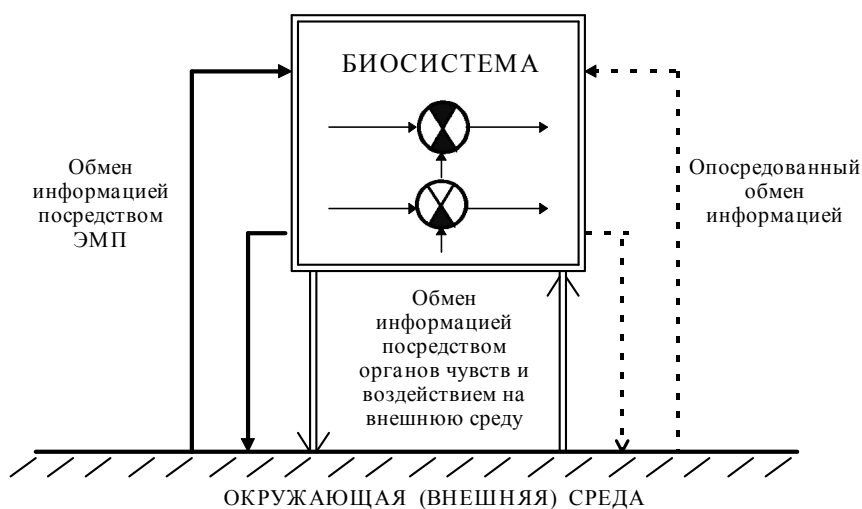 БИОСИСТЕМА
Обмен
информацией
посредством
ЭМП
Опосредованный
обмен
информацией
Обмен
информацией
посредством
органов чувств и
воздействием на
внешнюю среду
ОКРУЖАЮЩАЯ (ВНЕШНЯЯ) СРЕДА